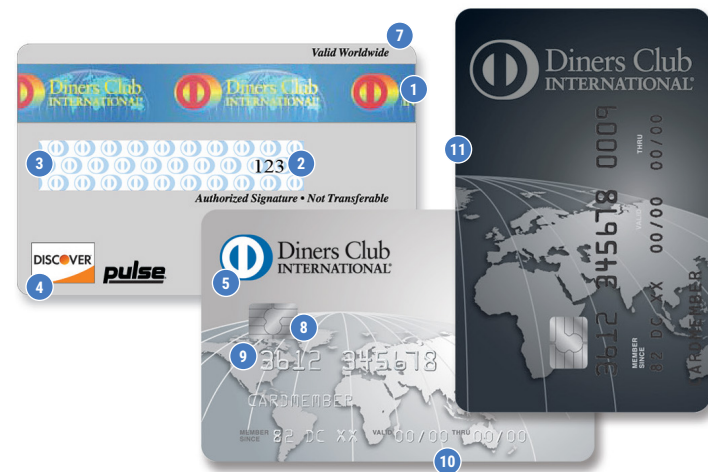 7
Valid Worldwide
Diners Club
INTERNATIONAL®
Diners Club
INTERNATIONAL®
1
3
123
2
Authorized Signature • Not Transferable
DISCOVER
pulse
4
Diners Club
INTERNATIONAL®
5
8
9
3612 345678
CARDMEMBER
MEMBER SINCE 82 DC XX VALID 00/00 THRU 00/00
10
Diners Club
INTERNATIONAL®
11
3612 345678 0009
VALID THRU
MEMBER SINCE 82 DC XX 00/00 00/00
ARDMEMBER